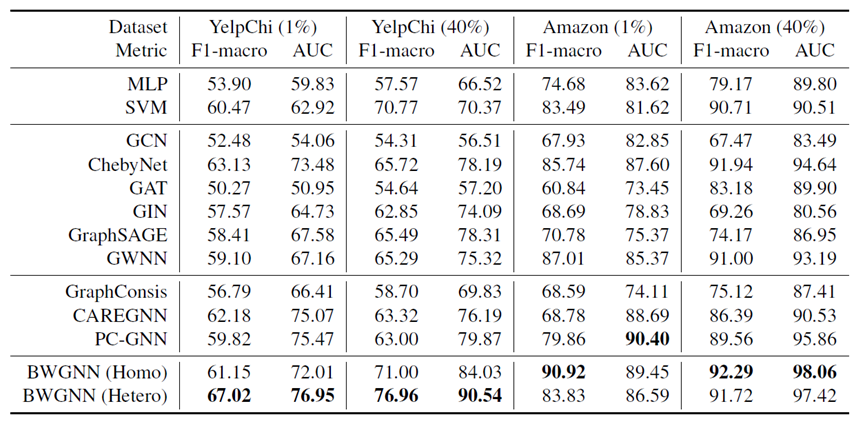 Dataset YelpChi (1%) YelpChi (40%) Amazon (1%) Amazon (40%)
Metric F1-macro AUC F1-macro AUC F1-macro AUC F1-macro AUC
MLP 53.90 59.83 57.57 66.52 74.68 83.62 79.17 89.80
SVM 60.47 62.92 70.77 70.37 83.49 81.62 90.71 90.51
GCN 52.48 54.06 54.31 56.51 67.93 82.85 67.47 83.49
ChebyNet 63.13 73.48 65.72 78.19 85.74 87.60 91.94 94.64
GAT 50.27 50.95 54.64 57.20 60.84 73.45 83.18 89.90
GIN 57.57 64.73 62.85 74.09 68.69 78.83 69.26 80.56
GraphSAGE 58.41 67.58 65.49 78.31 70.78 75.37 74.17 86.95
GWNN 59.10 67.16 65.29 75.32 87.01 85.37 91.00 93.19
GraphConsis 56.79 66.41 58.70 69.83 68.59 74.11 75.12 87.41
CAREGNN 62.18 75.07 63.32 76.19 68.78 88.69 86.39 90.53
PC-GNN 59.82 75.47 63.00 79.87 79.86 90.40 89.56 95.86
BWGNN (Homo) 61.15 72.01 71.00 84.03 90.92 89.45 92.29 98.06
BWGNN (Hetero) 67.02 76.95 76.96 90.54 83.83 86.59 91.72 97.42